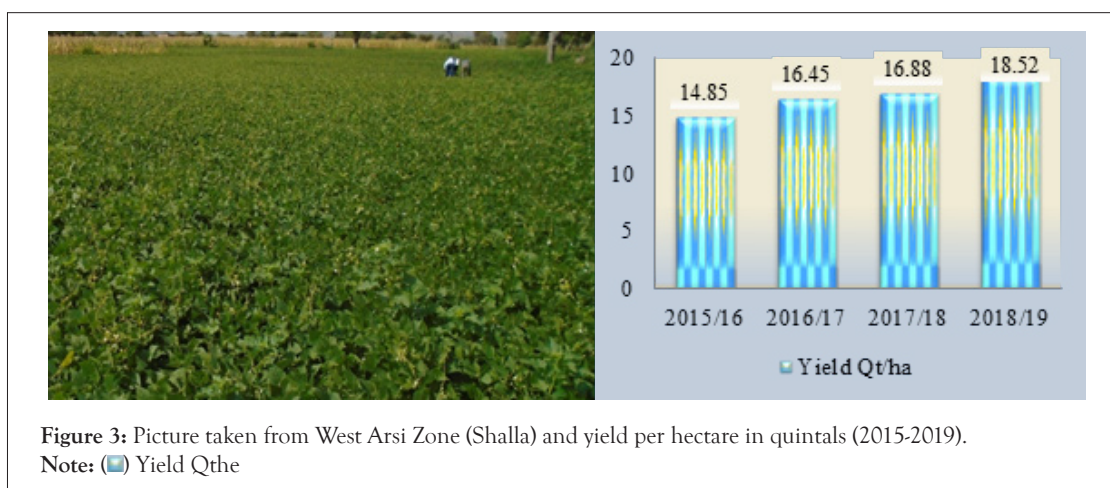 20
15
10
5
0
14.85
16.45
16.88
18.52
2015/16 2016/17 2017/18 2018/19
Yield Qt/ha
Figure 3: Picture taken from West Arsi Zone (Shalla) and yield per hectare in quintals (2015-2019).
Note: () Yield Qthe